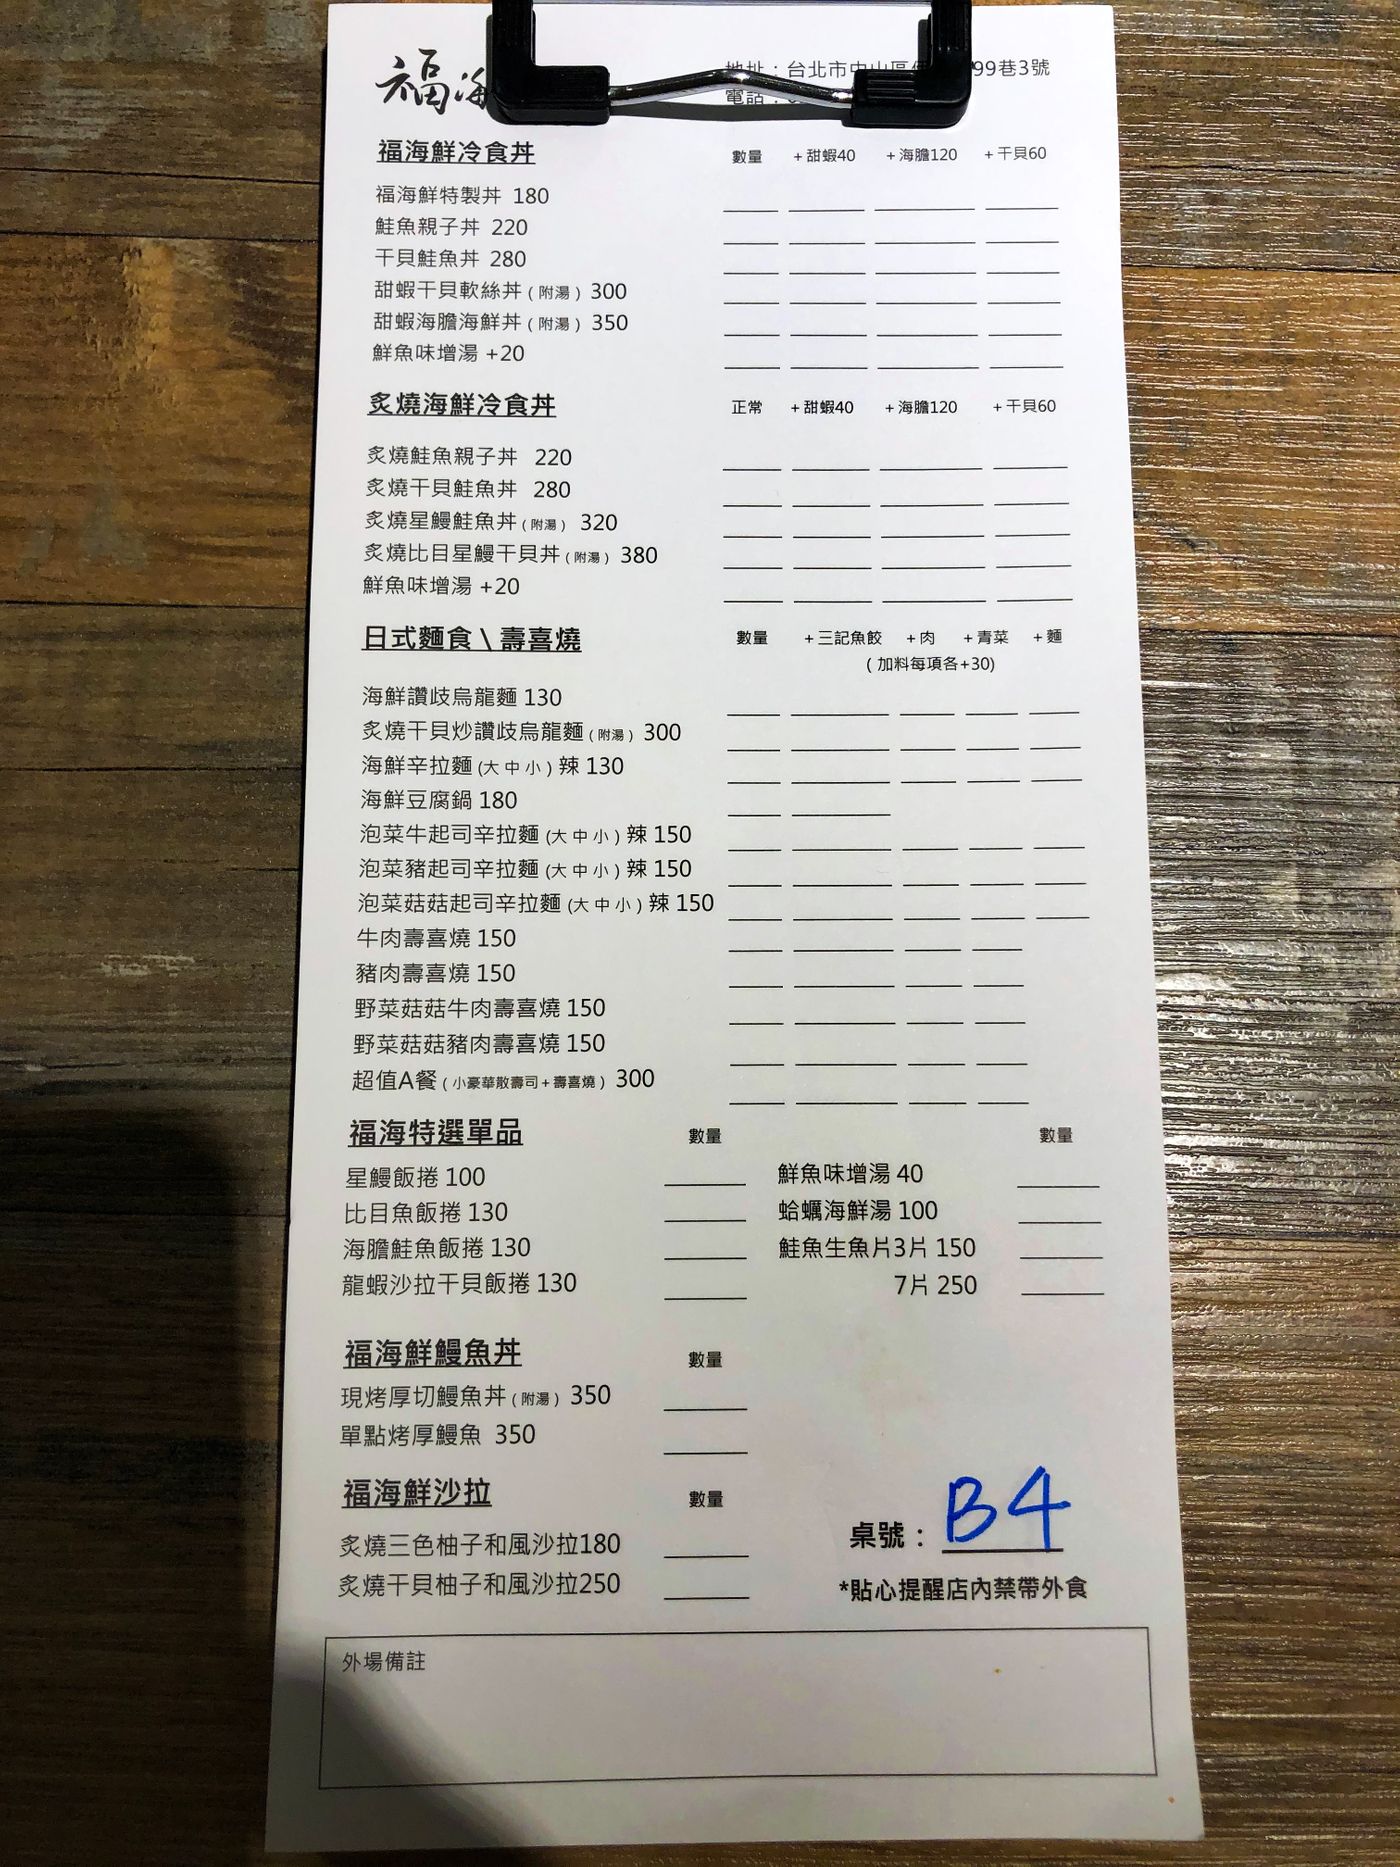 福海
地址：台北市中山區 99巷3號
電話：
福海鮮冷食丼 數量 +甜蝦40 +海膽120 +干貝60
福海鮮特製丼 180
鮭魚親子丼 220
干貝鮭魚丼 280
甜蝦干貝軟絲丼(附湯) 300
甜蝦海膽海鮮丼(附湯) 350
鮮魚味增湯 +20
炙燒海鮮冷食丼 正常 +甜蝦40 +海膽120 +干貝60
炙燒鮭魚親子丼 220
炙燒干貝鮭魚丼 280
炙燒星鰻鮭魚丼(附湯) 320
炙燒比目星鰻干貝丼(附湯) 380
鮮魚味增湯 +20
日式麵食\壽喜燒 數量 +三記魚餃 +肉 +青菜 +麵
(加料每項各+30)
海鮮讚歧烏龍麵 130
炙燒干貝炒讚歧烏龍麵(附湯) 300
海鮮辛拉麵(大 中 小)辣 130
海鮮豆腐鍋 180
泡菜牛起司辛拉麵(大 中 小)辣 150
泡菜豬起司辛拉麵(大 中 小)辣 150
泡菜菇菇起司辛拉麵(大 中 小)辣 150
牛肉壽喜燒 150
豬肉壽喜燒 150
野菜菇菇牛肉壽喜燒 150
野菜菇菇豬肉壽喜燒 150
超值A餐(小豪華散壽司+壽喜燒) 300
福海特選單品 數量 數量
星鰻飯捲 100 鮮魚味增湯 40
比目魚飯捲 130 蛤蠣海鮮湯 100
海膽鮭魚飯捲 130 鮭魚生魚片3片 150
龍蝦沙拉干貝飯捲 130 7片 250
福海鮮鰻魚丼 數量
現烤厚切鰻魚丼(附湯) 350
單點烤厚鰻魚 350
福海鮮沙拉 數量
炙燒三色柚子和風沙拉180
炙燒干貝柚子和風沙拉250
桌號：B4
*貼心提醒店內禁帶外食
外場備註